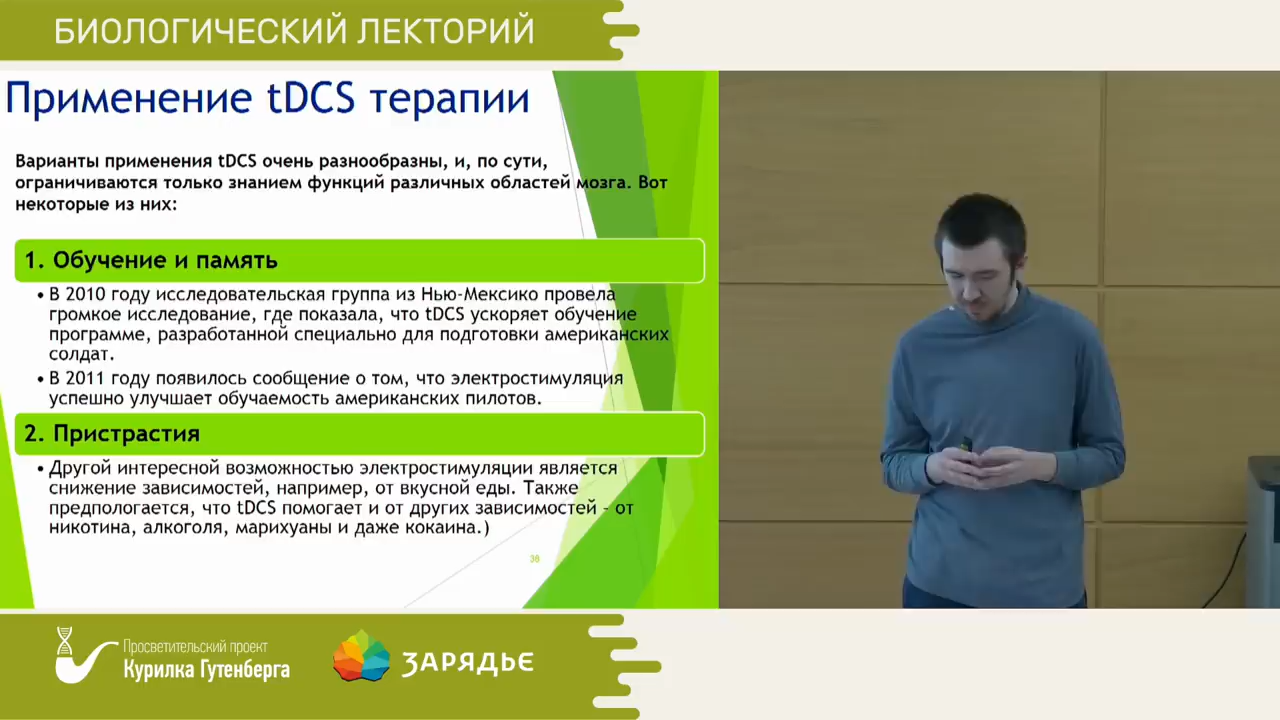 БИОЛОГИЧЕСКИЙ ЛЕКТОРИЙ
Применение tDCS терапии
Варианты применения tDCS очень разнообразны, и, по сути,
ограничиваются только знанием функций различных областей мозга. Вот
некоторые из них:
1. Обучение и память
• В 2010 году исследовательская группа из Нью-Мексико провела
громкое исследование, где показала, что tDCS ускоряет обучение
программе, разработанной специально для подготовки американских
солдат.
• В 2011 году появилось сообщение о том, что электростимуляция
успешно улучшает обучаемость американских пилотов.
2. Пристрастия
• Другой интересной возможностью электростимуляции является
снижение зависимостей, например, от вкусной еды. Также
предпологается, что tDCS помогает и от других зависимостей – от
никотина, алкоголя, марихуаны и даже кокаина.)
38
Просветительский проект
Курилка Гутенберга
ЗАРЯДЬЕ